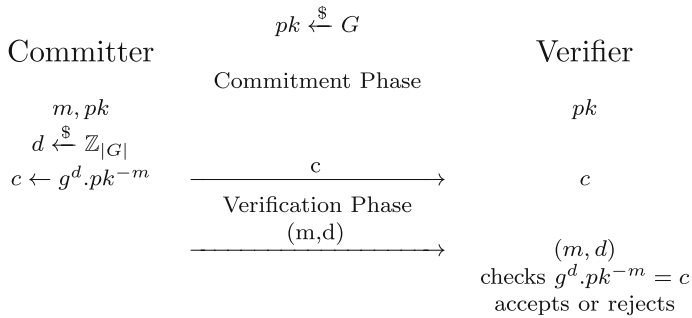 pk ←$ G
Committer Verifier
Commitment Phase
m, pk pk
d ←$ ℤ_{|G|}
c ← g^d.pk^{−m} c c
Verification Phase
(m,d) (m, d)
checks g^d.pk^{−m} = c
accepts or rejects